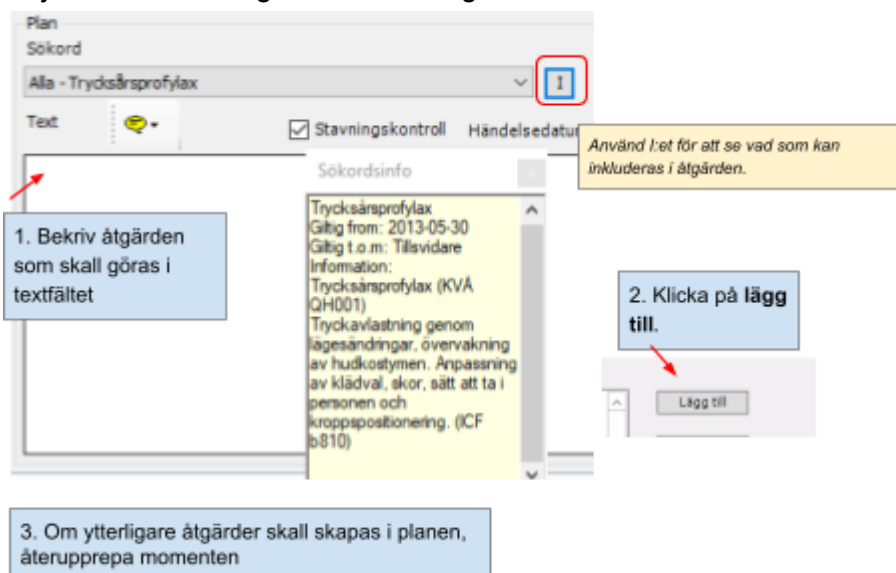 Plan
Sökord
Alla - Trycksårsprofylax
I
Text
Stavningskontroll
Händelsedatum
Använd I:et för att se vad som kan
inkluderas i åtgärden.
Sökordsinfo
Trycksårsprofylax
Giltig from: 2013-05-30
Giltig t.o.m: Tillsvidare
Information:
Trycksårsprofylax (KVÅ
QH001)
Tryckavlastning genom
lägesändringar, övervakning
av hudkostymen. Anpassning
av klädval, skor, sätt att ta i
personen och
kroppspositionering. (ICF
b810)
1. Bekriv åtgärden
som skall göras i
textfältet
2. Klicka på lägg
till.
Lägg till
3. Om ytterligare åtgärder skall skapas i planen,
återupprepa momenten